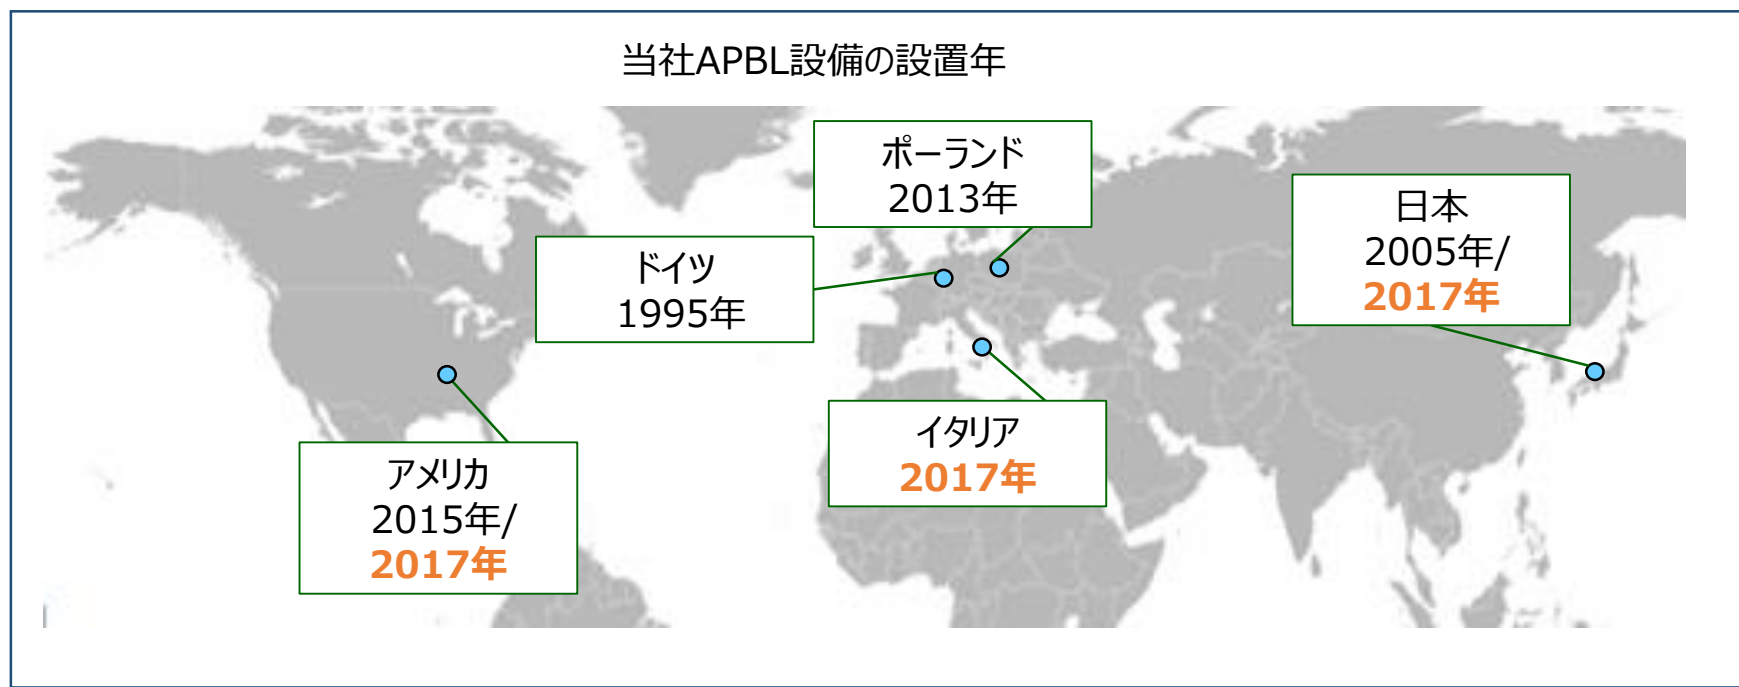 当社APBL設備の設置年
ポーランド
2013年
日本
2005年/
2017年
ドイツ
1995年
イタリア
2017年
アメリカ
2015年/
2017年